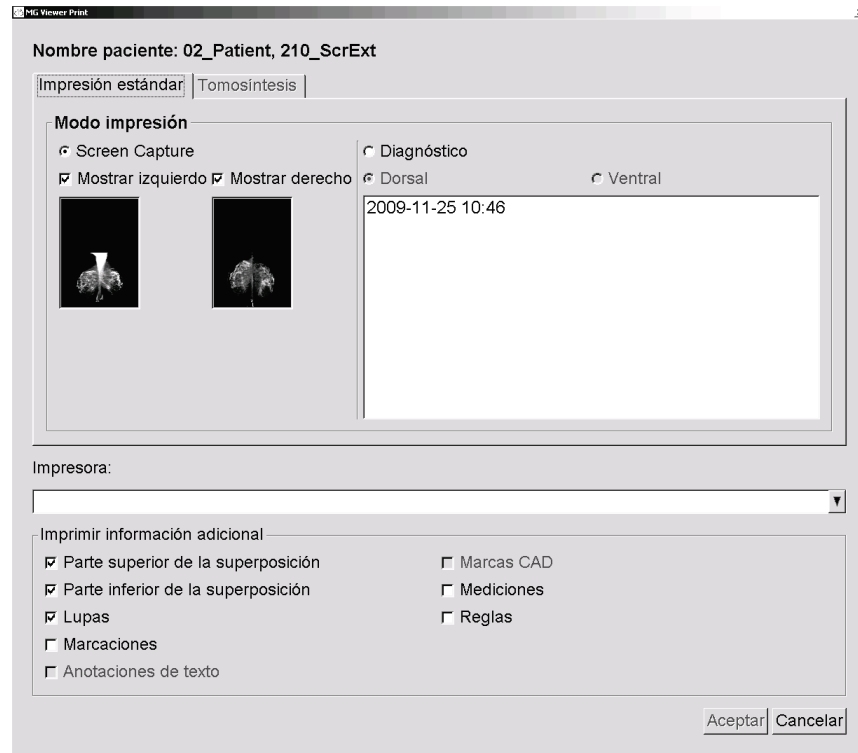 MG Viewer Print
Nombre paciente: 02_Patient, 210_ScrExt
Impresión estándar Tomosíntesis
Modo impresión
Screen Capture Diagnóstico
Mostrar izquierdo Mostrar derecho Dorsal Ventral
2009-11-25 10:46
Impresora:
Imprimir información adicional
Parte superior de la superposición Marcas CAD
Parte inferior de la superposición Mediciones
Lupas Reglas
Marcaciones
Anotaciones de texto
Aceptar Cancelar